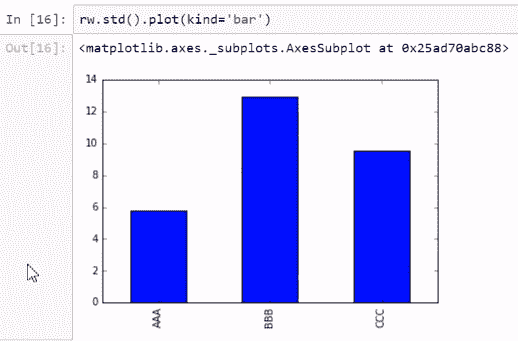 In [16]: rw.std().plot(kind='bar')
Out[16]: <matplotlib.axes._subplots.AxesSubplot at 0x25ad70abc88>
14
12
10
8
6
4
2
0
AAA BBB CCC